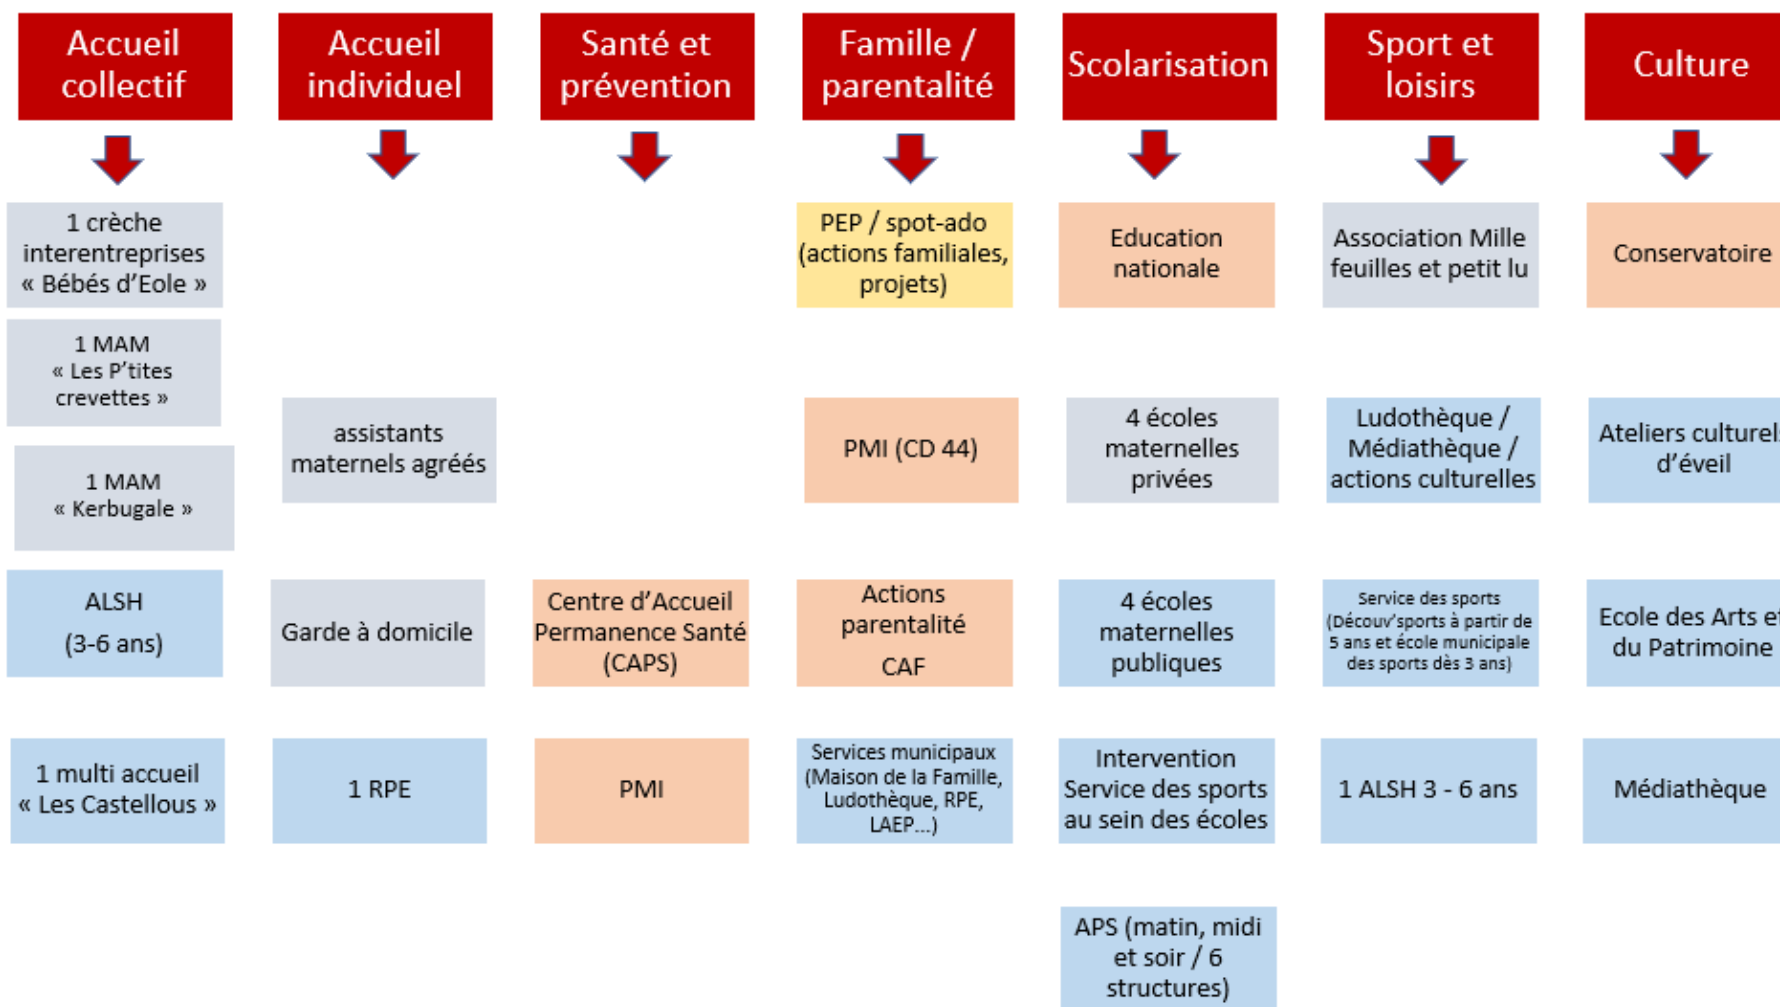 Accueil
collectif
Accueil
individuel
Santé et
prévention
Famille /
parentalité
Scolarisation
Sport et
loisirs
Culture
1 crèche
interentreprises
« Bébés d'Eole »
1 MAM
« Les P'tites
crevettes »
1 MAM
« Kerbugale »
ALSH
(3-6 ans)
1 multi accueil
« Les Castellous »
assistants
maternels agréés
Garde à domicile
1 RPE
Centre d'Accueil
Permanence Santé
(CAPS)
PMI
PEP / spot-ado
(actions familiales,
projets)
PMI (CD 44)
Actions
parentalité
CAF
Services municipaux
(Maison de la Famille,
Ludothèque, RPE,
LAEP...)
Education
nationale
4 écoles
maternelles
privées
4 écoles
maternelles
publiques
Intervention
Service des sports
au sein des écoles
APS (matin, midi
et soir / 6
structures)
Association Mille
feuilles et petit lu
Ludothèque /
Médiathèque /
actions culturelles
Service des sports
(Découv'sports à partir de
5 ans et école municipale
des sports dès 3 ans)
1 ALSH 3 - 6 ans
Conservatoire
Ateliers culturels
d'éveil
Ecole des Arts et
du Patrimoine
Médiathèque